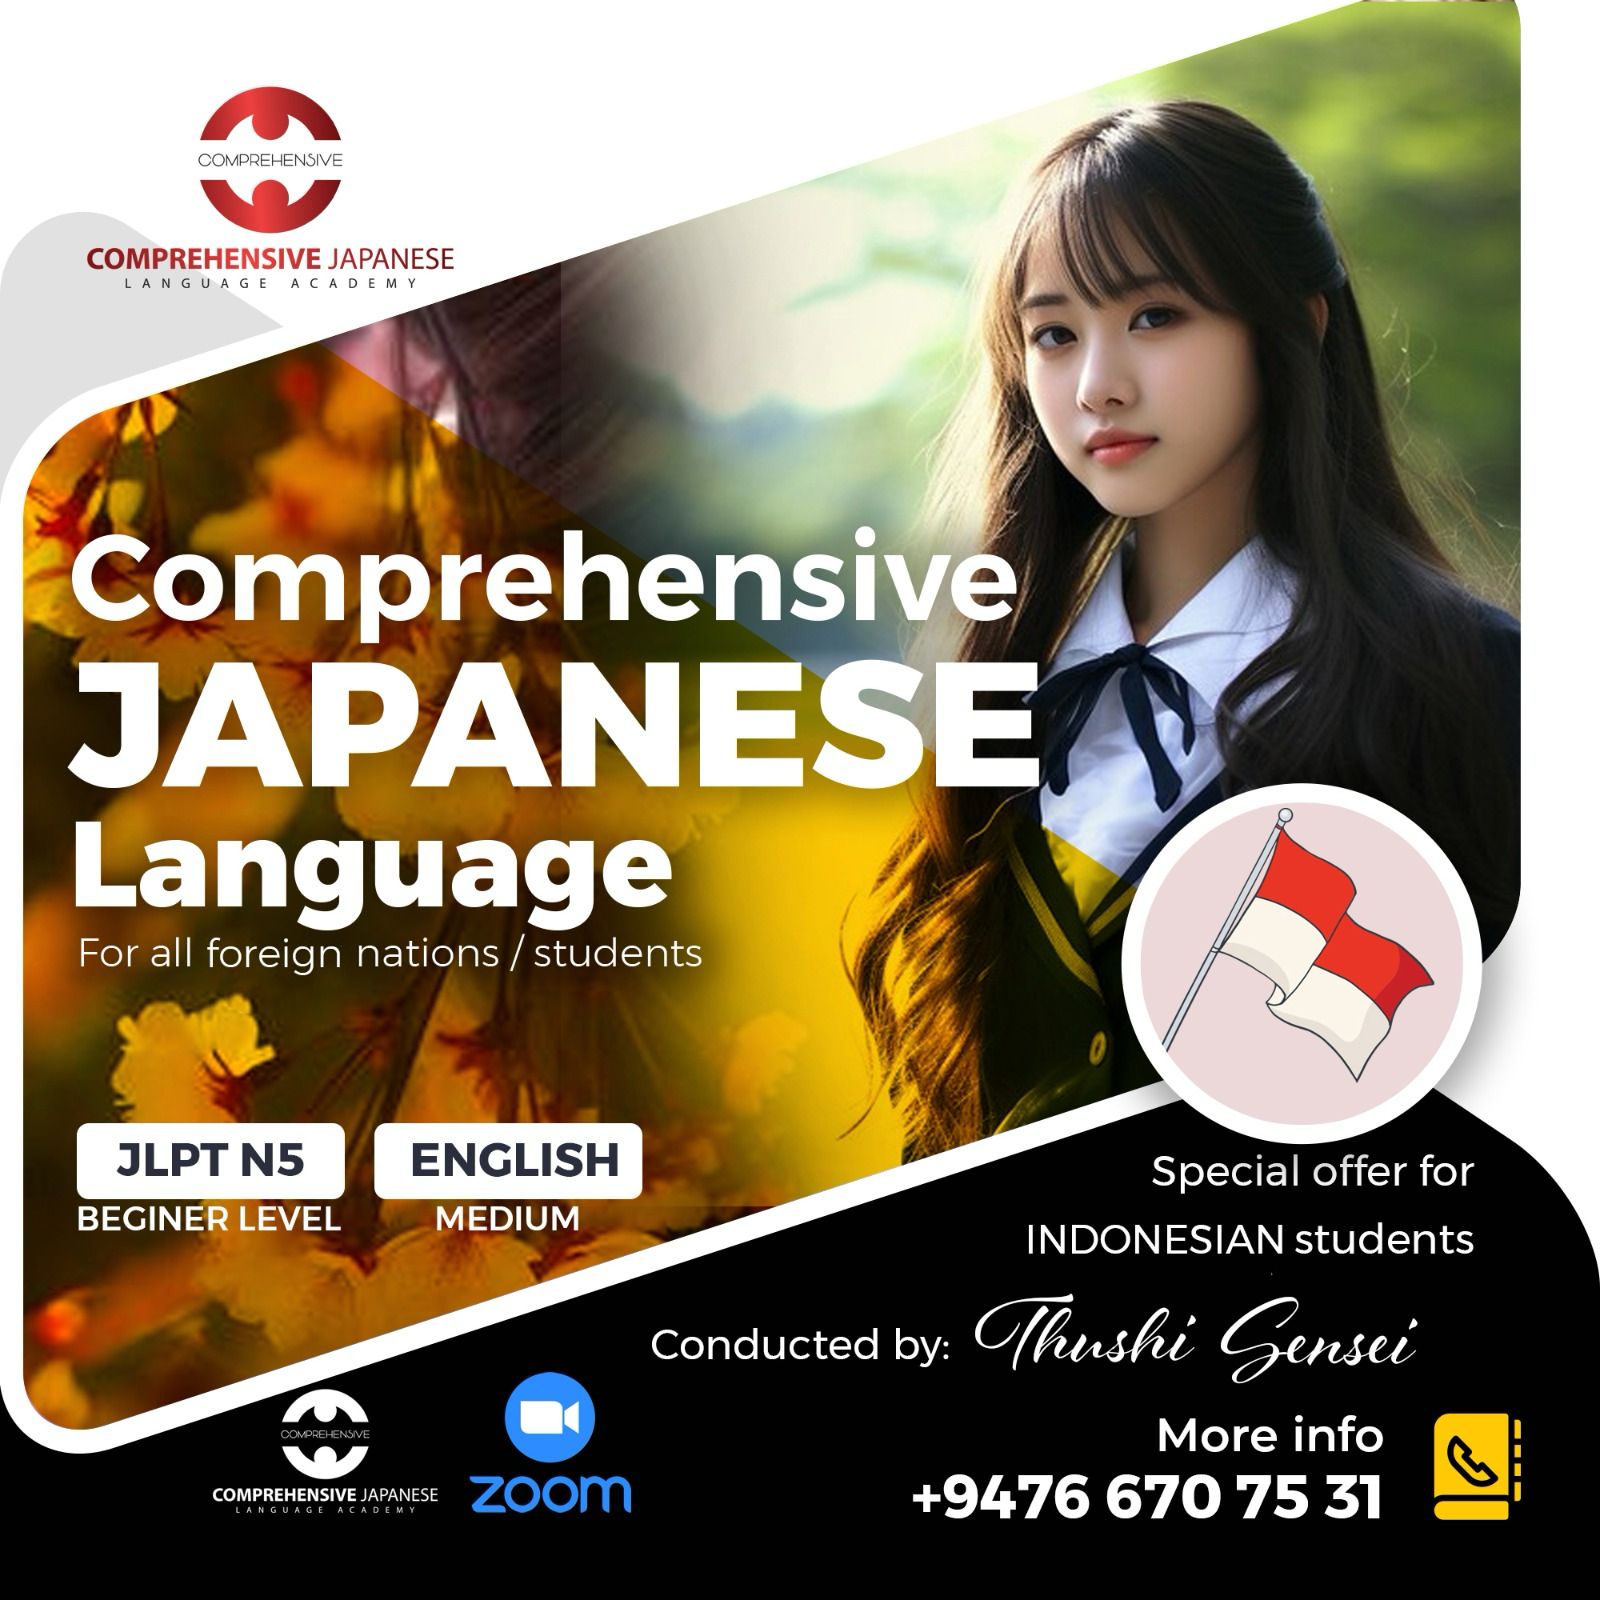 COMPREHENSIVE
COMPREHENSIVE JAPANESE
LANGUAGE ACADEMY
Comprehensive
JAPANESE
Language
For all foreign nations / students
JLPT N5
BEGINER LEVEL
ENGLISH
MEDIUM
Special offer for
INDONESIAN students
Conducted by: Thushi Sensei
COMPREHENSIVE
COMPREHENSIVE JAPANESE
LANGUAGE ACADEMY
zoom
More info
+9476 670 75 31